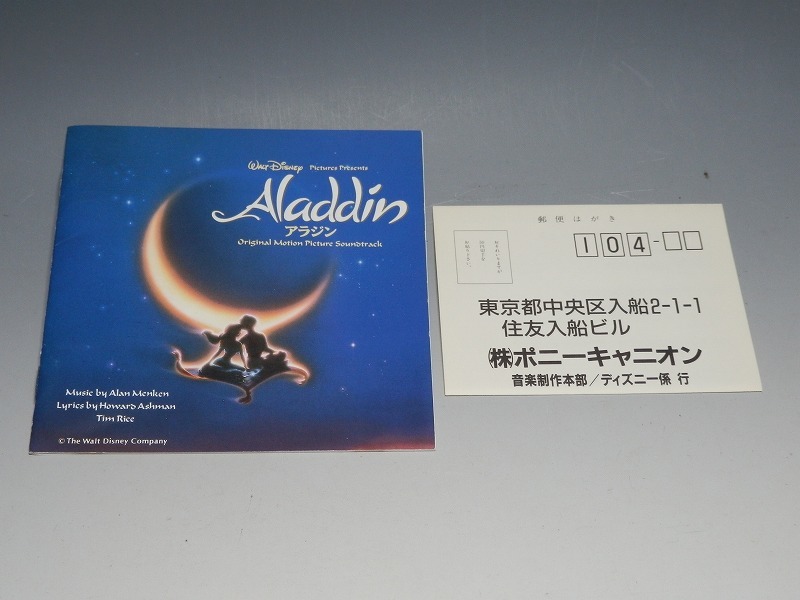 WALT DISNEY Pictures Presents
Aladdin
アラジン
Original Motion Picture Soundtrack
Music by Alan Menken
Lyrics by Howard Ashman
Tim Rice
© The Walt Disney Company
郵便はがき
104-
東京都中央区入船2-1-1
住友入船ビル
㈱ポニーキャニオン
音楽制作本部/ディズニー係 行